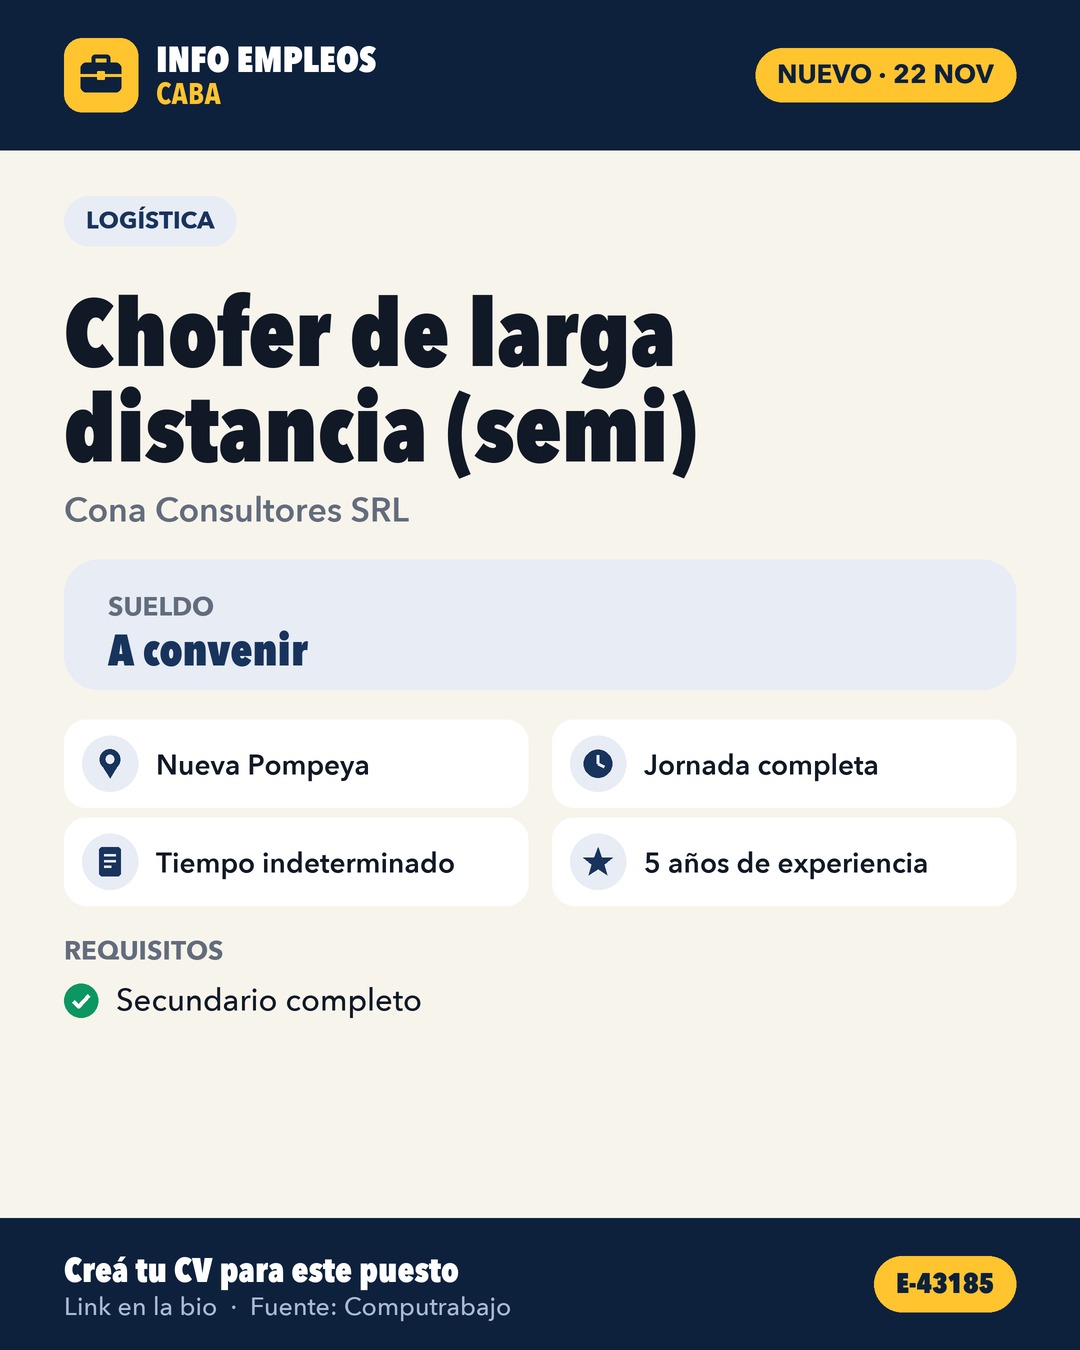 INFO EMPLEOS
CABA
NUEVO · 22 NOV
LOGÍSTICA
Chofer de larga
distancia (semi)
Cona Consultores SRL
SUELDO
A convenir
Nueva Pompeya
Jornada completa
Tiempo indeterminado
5 años de experiencia
REQUISITOS
Secundario completo
Creá tu CV para este puesto
Link en la bio · Fuente: Computrabajo
E-43185